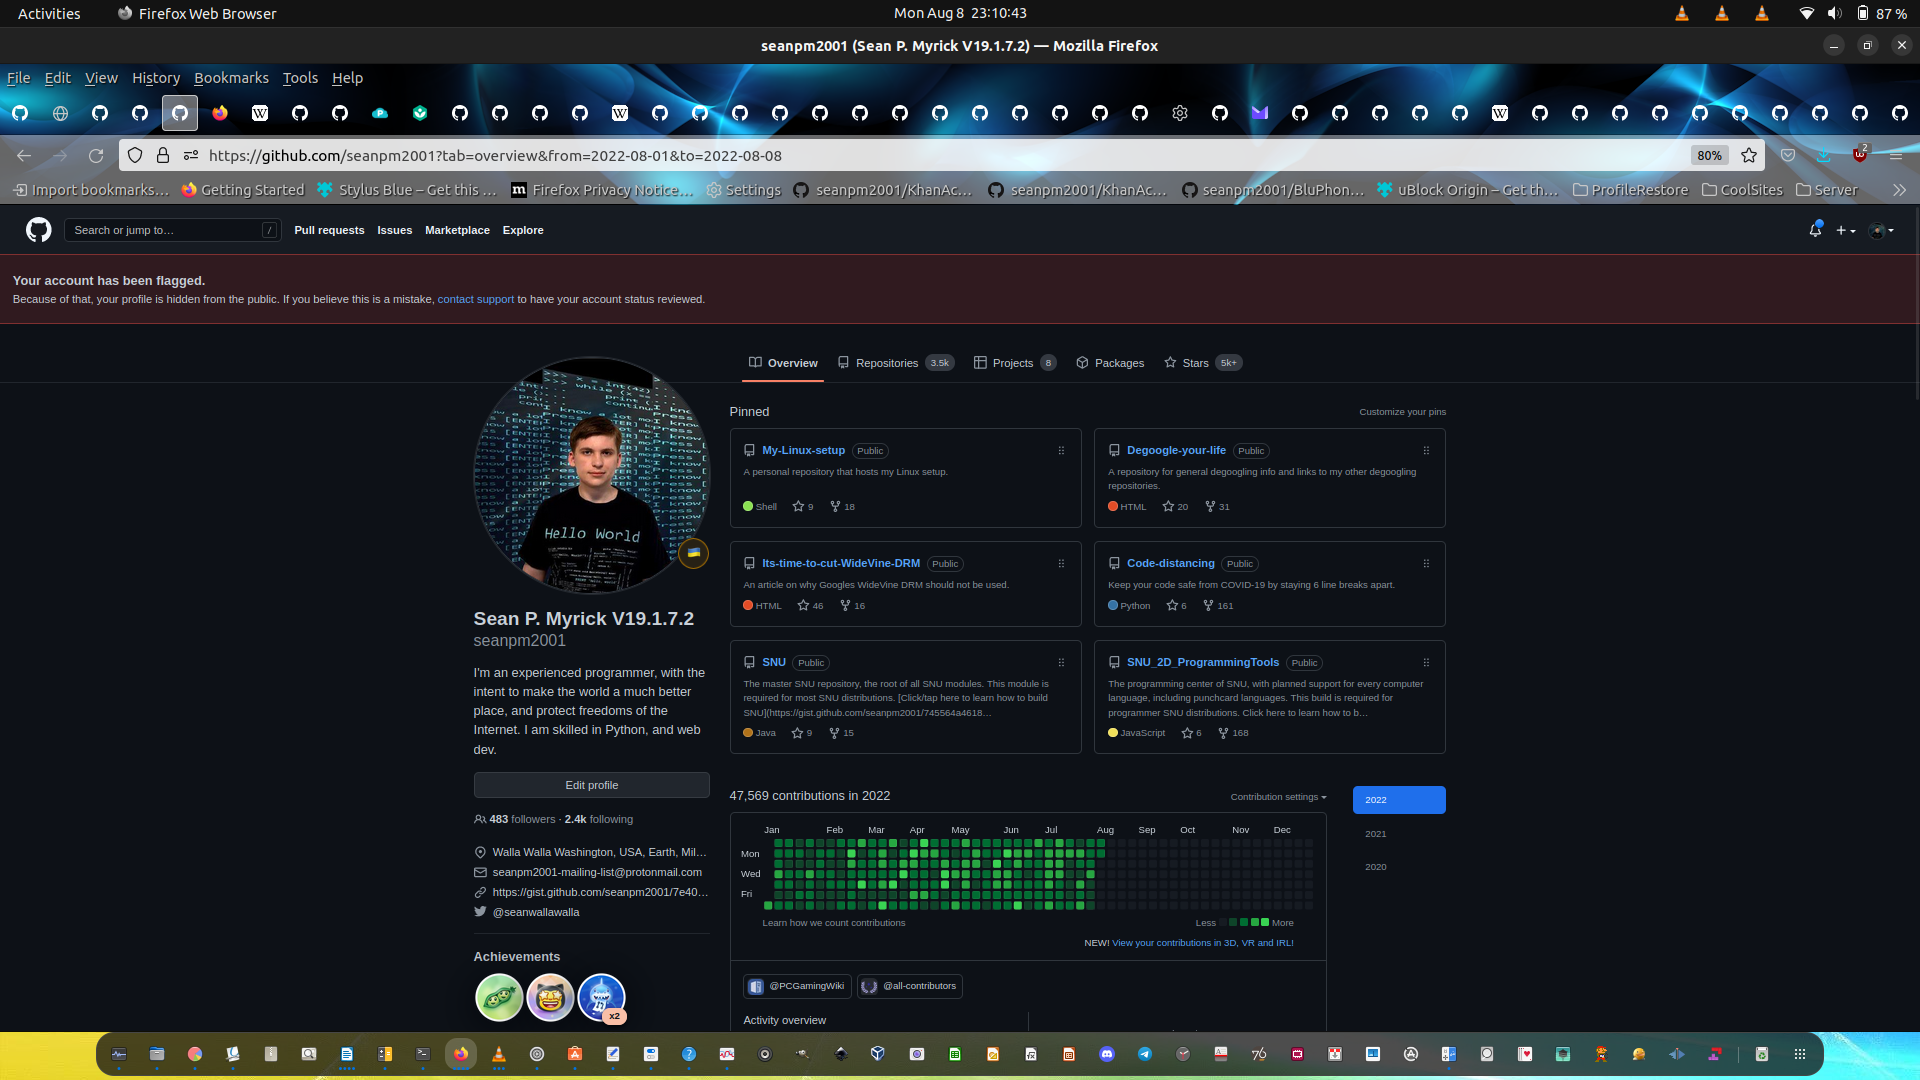 Activities
Firefox Web Browser
Mon Aug 8 23:10:43
87 %
seanpm2001 (Sean P. Myrick V19.1.7.2) — Mozilla Firefox
File Edit View History Bookmarks Tools Help
https://github.com/seanpm2001?tab=overview&from=2022-08-01&to=2022-08-08
80%
2
Import bookmarks… Getting Started Stylus Blue – Get this … Firefox Privacy Notice… Settings seanpm2001/KhanAc… seanpm2001/KhanAc… seanpm2001/BluPhon… uBlock Origin – Get th… ProfileRestore CoolSites Server
Search or jump to… /
Pull requests Issues Marketplace Explore
Your account has been flagged.
Because of that, your profile is hidden from the public. If you believe this is a mistake, contact support to have your account status reviewed.
Overview Repositories 3.5k Projects 8 Packages Stars 5k+
Hello World
Sean P. Myrick V19.1.7.2
seanpm2001
I'm an experienced programmer, with the
intent to make the world a much better
place, and protect freedoms of the
Internet. I am skilled in Python, and web
dev.
Edit profile
483 followers · 2.4k following
Walla Walla Washington, USA, Earth, Mil…
seanpm2001-mailing-list@protonmail.com
https://gist.github.com/seanpm2001/7e40…
@seanwallawalla
Achievements
x2
Pinned
Customize your pins
My-Linux-setup Public
A personal repository that hosts my Linux setup.
Shell 9 18
Degoogle-your-life Public
A repository for general degoogling info and links to my other degoogling
repositories.
HTML 20 31
Its-time-to-cut-WideVine-DRM Public
An article on why Googles WideVine DRM should not be used.
HTML 46 16
Code-distancing Public
Keep your code safe from COVID-19 by staying 6 line breaks apart.
Python 6 161
SNU Public
The master SNU repository, the root of all SNU modules. This module is
required for most SNU distributions. [Click/tap here to learn how to build
SNU](https://gist.github.com/seanpm2001/745564a4618…
Java 9 15
SNU_2D_ProgrammingTools Public
The programming center of SNU, with planned support for every computer
language, including punchcard languages. This build is required for
programmer SNU distributions. Click here to learn how to b…
JavaScript 6 168
47,569 contributions in 2022
Contribution settings
2022
2021
2020
Jan Feb Mar Apr May Jun Jul Aug Sep Oct Nov Dec
Mon
Wed
Fri
Learn how we count contributions
Less More
NEW! View your contributions in 3D, VR and IRL!
@PCGamingWiki @all-contributors
Activity overview